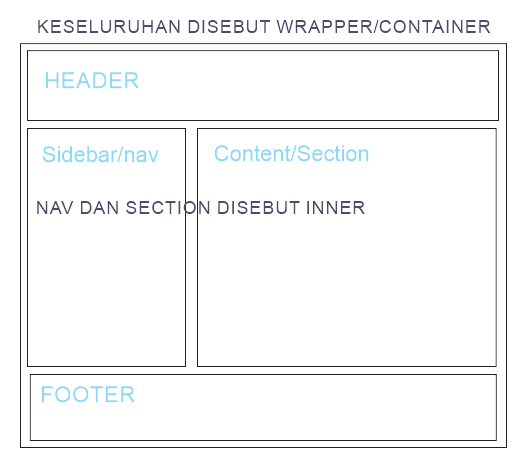 KESELURUHAN DISEBUT WRAPPER/CONTAINER
HEADER
Sidebar/nav
Content/Section
NAV DAN SECTION DISEBUT INNER
FOOTER